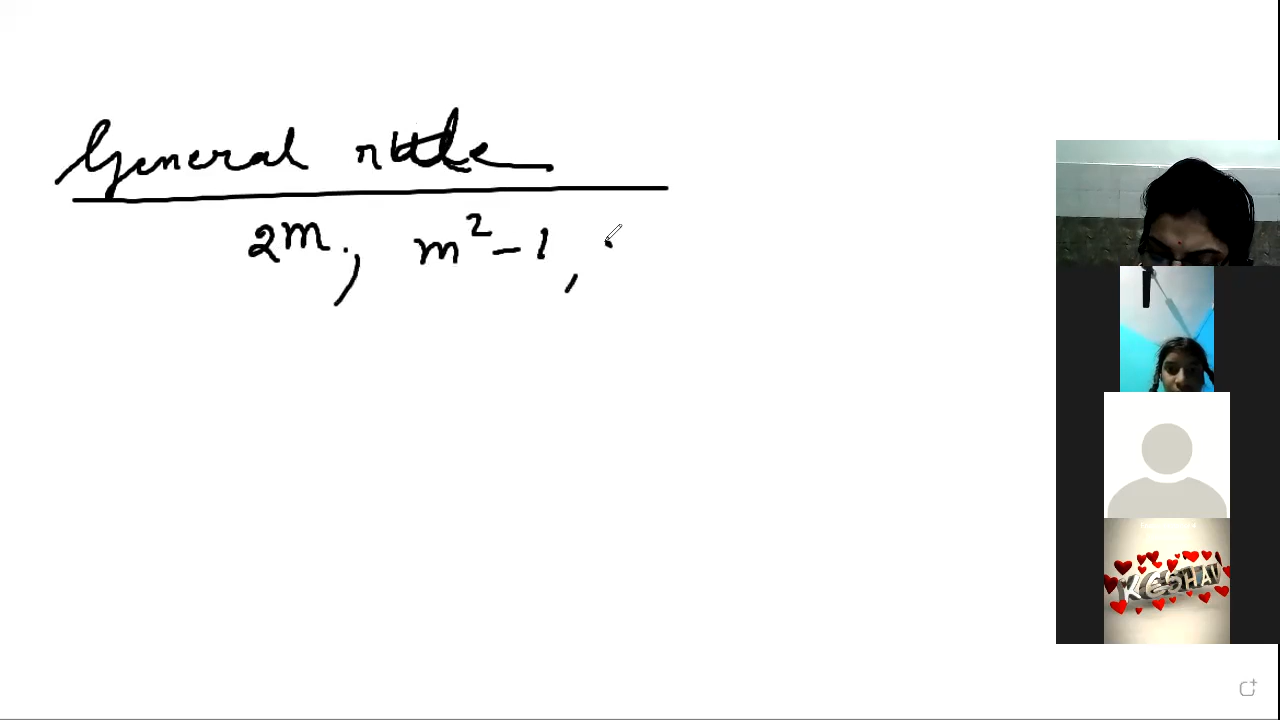 General rule
2m, m² - 1,
KESHAV